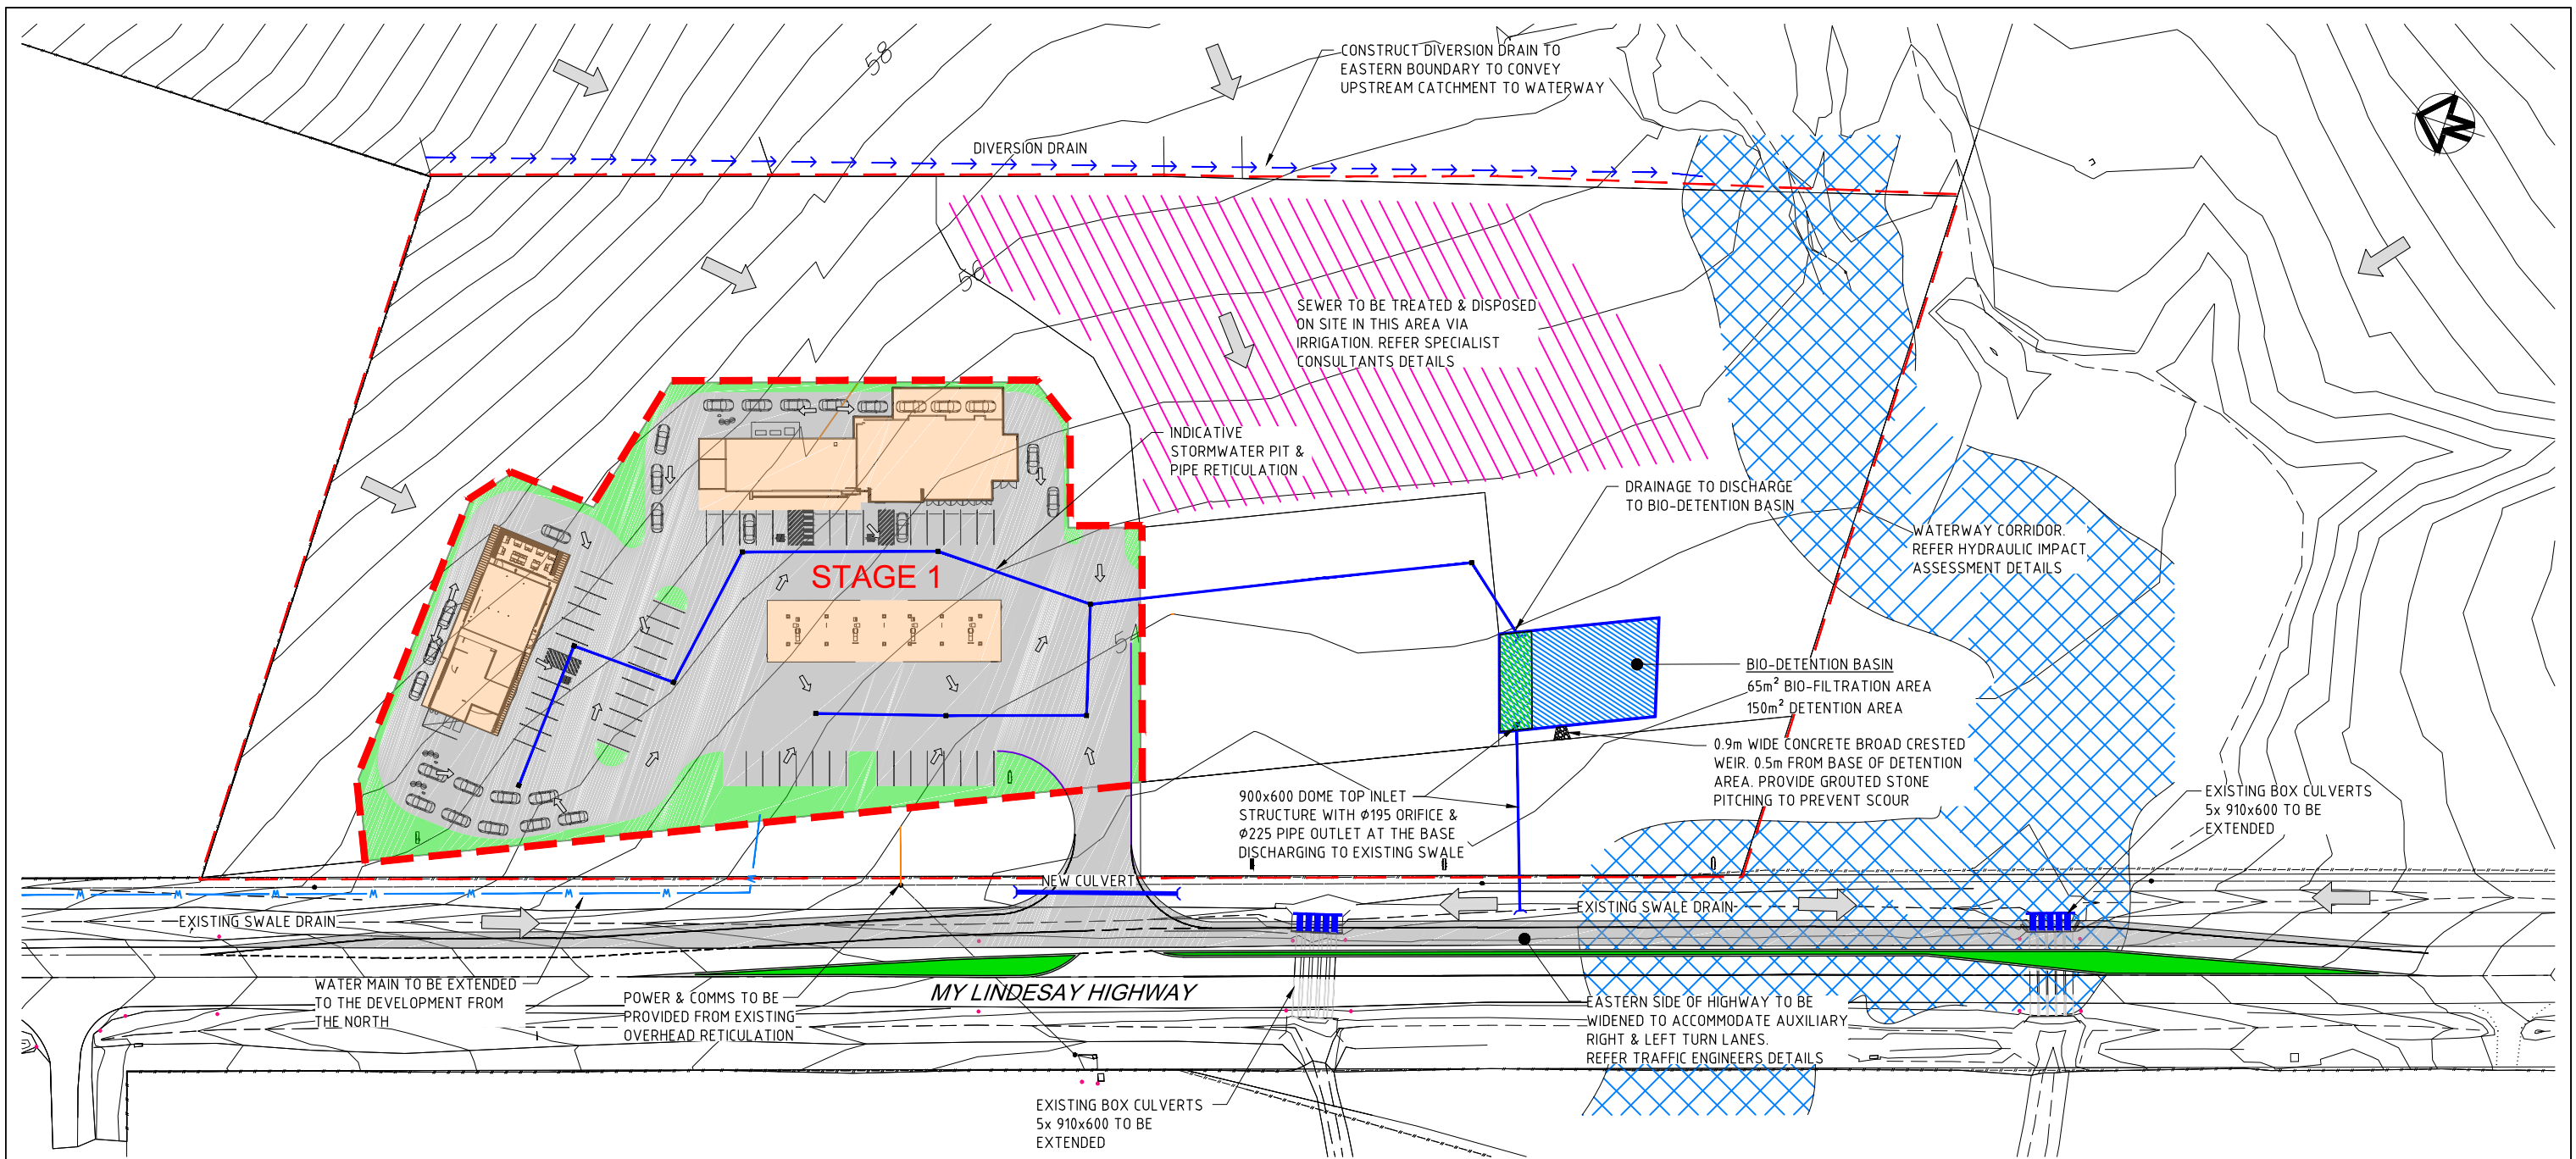 58
CONSTRUCT DIVERSION DRAIN TO
EASTERN BOUNDARY TO CONVEY
UPSTREAM CATCHMENT TO WATERWAY
N
DIVERSION DRAIN
56
SEWER TO BE TREATED & DISPOSED
ON SITE IN THIS AREA VIA
IRRIGATION. REFER SPECIALIST
CONSULTANTS DETAILS
INDICATIVE
STORMWATER PIT &
PIPE RETICULATION
DRAINAGE TO DISCHARGE
TO BIO-DETENTION BASIN
WATERWAY CORRIDOR.
REFER HYDRAULIC IMPACT
ASSESSMENT DETAILS
STAGE 1
54
BIO-DETENTION BASIN
65m² BIO-FILTRATION AREA
150m² DETENTION AREA
0.9m WIDE CONCRETE BROAD CRESTED
WEIR. 0.5m FROM BASE OF DETENTION
AREA. PROVIDE GROUTED STONE
PITCHING TO PREVENT SCOUR
900x600 DOME TOP INLET
STRUCTURE WITH Ø195 ORIFICE &
Ø225 PIPE OUTLET AT THE BASE
DISCHARGING TO EXISTING SWALE
EXISTING BOX CULVERTS
5x 910x600 TO BE
EXTENDED
NEW CULVERT
M M M M M M M
EXISTING SWALE DRAIN
EXISTING SWALE DRAIN
WATER MAIN TO BE EXTENDED
TO THE DEVELOPMENT FROM
THE NORTH
POWER & COMMS TO BE
PROVIDED FROM EXISTING
OVERHEAD RETICULATION
MY LINDESAY HIGHWAY
EASTERN SIDE OF HIGHWAY TO BE
WIDENED TO ACCOMMODATE AUXILIARY
RIGHT & LEFT TURN LANES.
REFER TRAFFIC ENGINEERS DETAILS
EXISTING BOX CULVERTS
5x 910x600 TO BE
EXTENDED